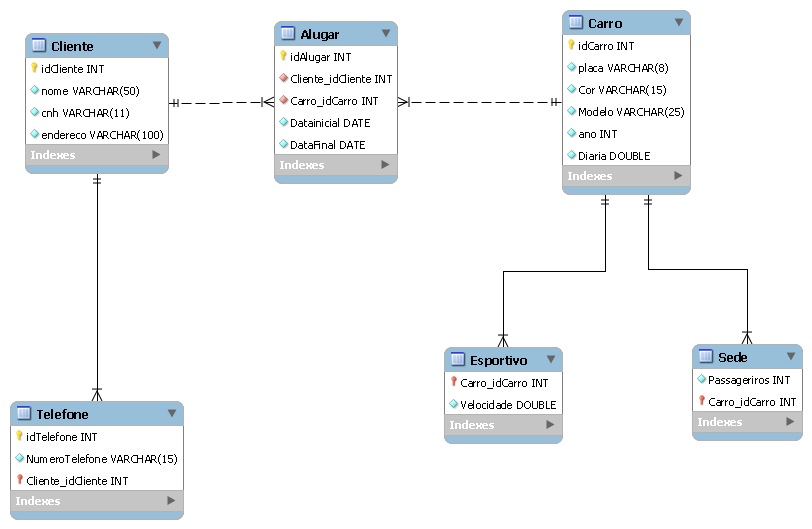 Cliente
idCliente INT
nome VARCHAR(50)
cnh VARCHAR(11)
endereco VARCHAR(100)
Indexes
Alugar
idAlugar INT
Cliente_idCliente INT
Carro_idCarro INT
Datainicial DATE
DataFinal DATE
Indexes
Carro
idCarro INT
placa VARCHAR(8)
Cor VARCHAR(15)
Modelo VARCHAR(25)
ano INT
Diaria DOUBLE
Indexes
Telefone
idTelefone INT
NumeroTelefone VARCHAR(15)
Cliente_idCliente INT
Indexes
Esportivo
Carro_idCarro INT
Velocidade DOUBLE
Indexes
Sede
Passageriros INT
Carro_idCarro INT
Indexes